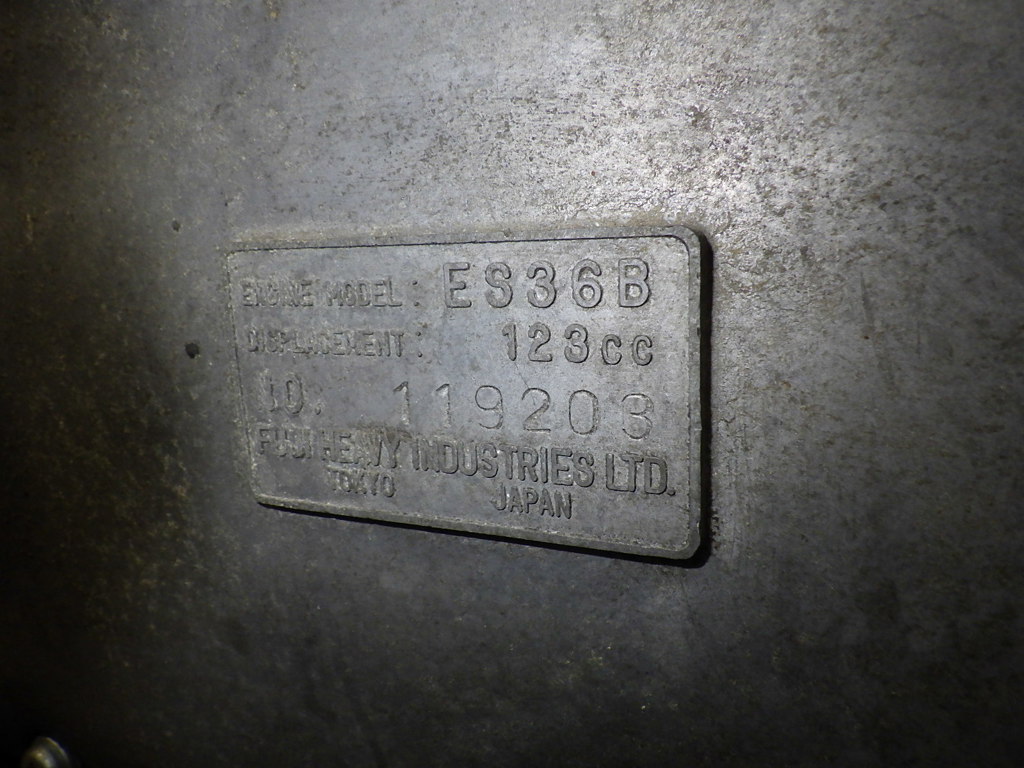 ENGINE MODEL: ES36B
DISPLACEMENT: 123cc
NO. 119203
FUJI HEAVY INDUSTRIES LTD.
TOKYO JAPAN